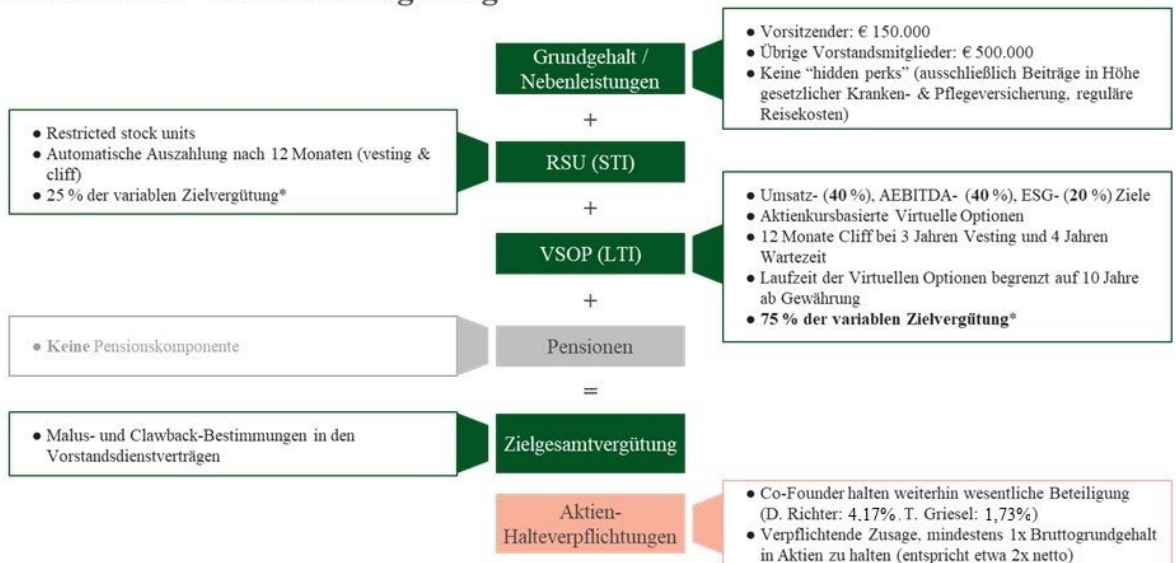 Grundgehalt /
Nebenleistungen
● Vorsitzender: € 150.000
● Übrige Vorstandsmitglieder: € 500.000
● Keine “hidden perks” (ausschließlich Beiträge in Höhe
gesetzlicher Kranken- & Pflegeversicherung, reguläre
Reisekosten)
+
● Restricted stock units
● Automatische Auszahlung nach 12 Monaten (vesting &
cliff)
● 25 % der variablen Zielvergütung*
RSU (STI)
+
VSOP (LTI)
● Umsatz- (40 %), AEBITDA- (40 %), ESG- (20 %) Ziele
● Aktienkursbasierte Virtuelle Optionen
● 12 Monate Cliff bei 3 Jahren Vesting und 4 Jahren
Wartezeit
● Laufzeit der Virtuellen Optionen begrenzt auf 10 Jahre
ab Gewährung
● 75 % der variablen Zielvergütung*
+
● Keine Pensionskomponente
Pensionen
=
● Malus- und Clawback-Bestimmungen in den
Vorstandsdienstverträgen
Zielgesamtvergütung
Aktien-
Halteverpflichtungen
● Co-Founder halten weiterhin wesentliche Beteiligung
(D. Richter: 4.17%. T. Griesel: 1,73%)
● Verpflichtende Zusage, mindestens 1x Bruttogrundgehalt
in Aktien zu halten (entspricht etwa 2x netto)